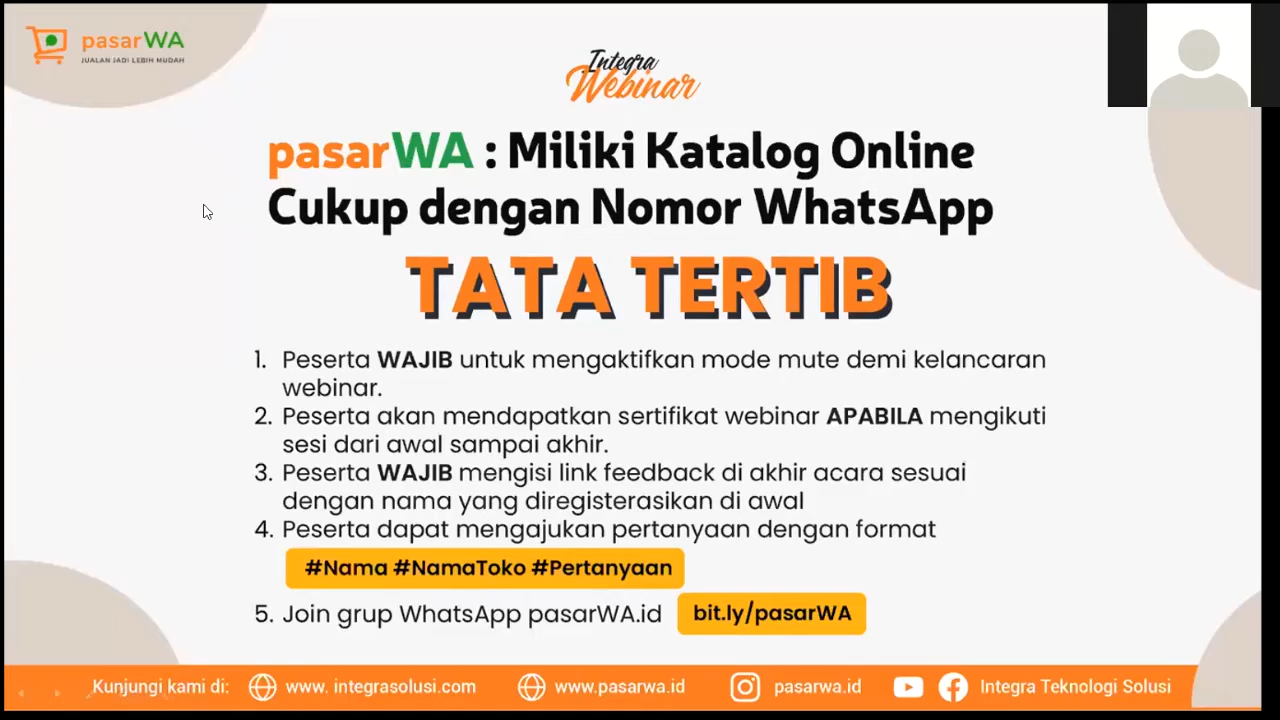 pasarWA
JUALAN JADI LEBIH MUDAH
Integra
Webinar
pasarWA : Miliki Katalog Online
Cukup dengan Nomor WhatsApp
TATA TERTIB
1. Peserta WAJIB untuk mengaktifkan mode mute demi kelancaran
webinar.
2. Peserta akan mendapatkan sertifikat webinar APABILA mengikuti
sesi dari awal sampai akhir.
3. Peserta WAJIB mengisi link feedback di akhir acara sesuai
dengan nama yang diregisterasikan di awal
4. Peserta dapat mengajukan pertanyaan dengan format
#Nama #NamaToko #Pertanyaan
5. Join grup WhatsApp pasarWA.id bit.ly/pasarWA
Kunjungi kami di: www. integrasolusi.com www.pasarwa.id pasarwa.id Integra Teknologi Solusi